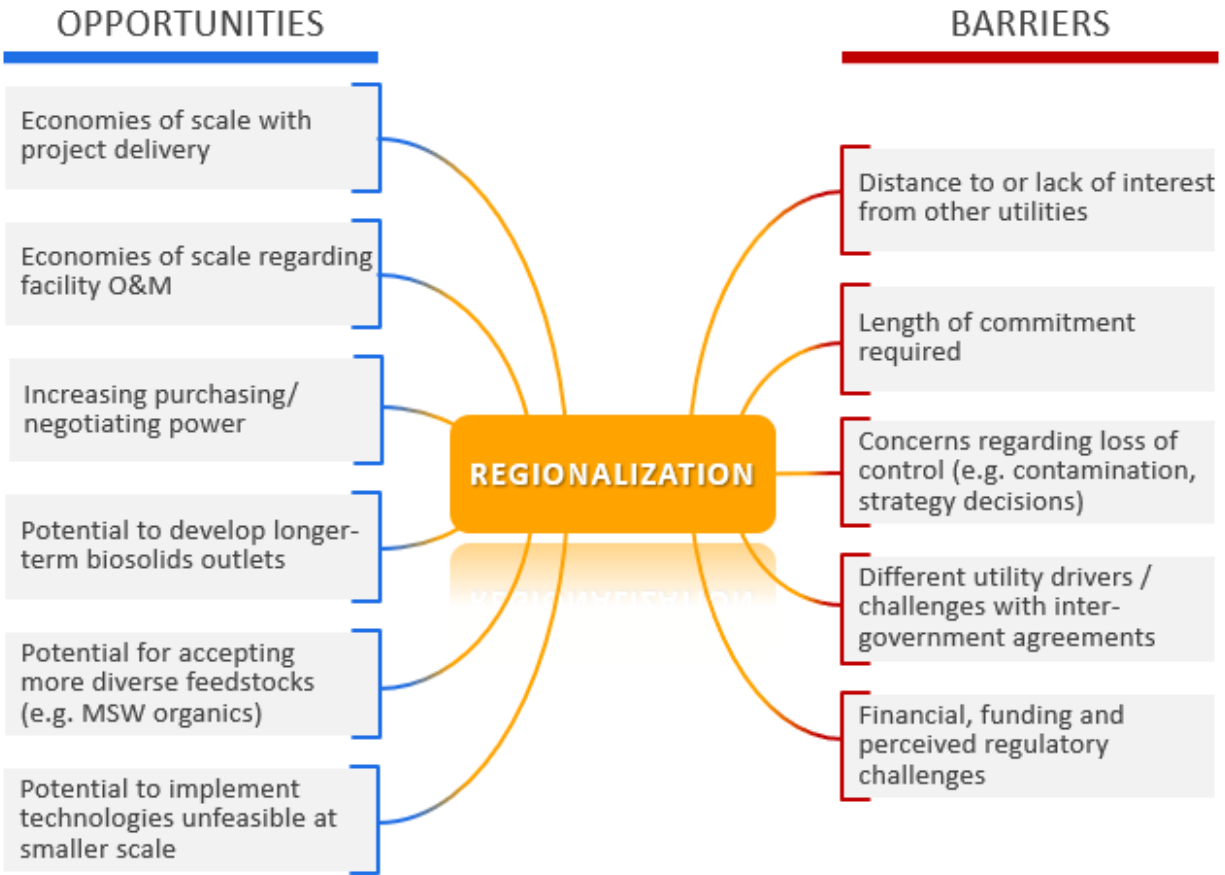 OPPORTUNITIES
Economies of scale with
project delivery
Economies of scale regarding
facility O&M
Increasing purchasing/
negotiating power
Potential to develop longer-
term biosolids outlets
Potential for accepting
more diverse feedstocks
(e.g. MSW organics)
Potential to implement
technologies unfeasible at
smaller scale
REGIONALIZATION
BARRIERS
Distance to or lack of interest
from other utilities
Length of commitment
required
Concerns regarding loss of
control (e.g. contamination,
strategy decisions)
Different utility drivers /
challenges with inter-
government agreements
Financial, funding and
perceived regulatory
challenges